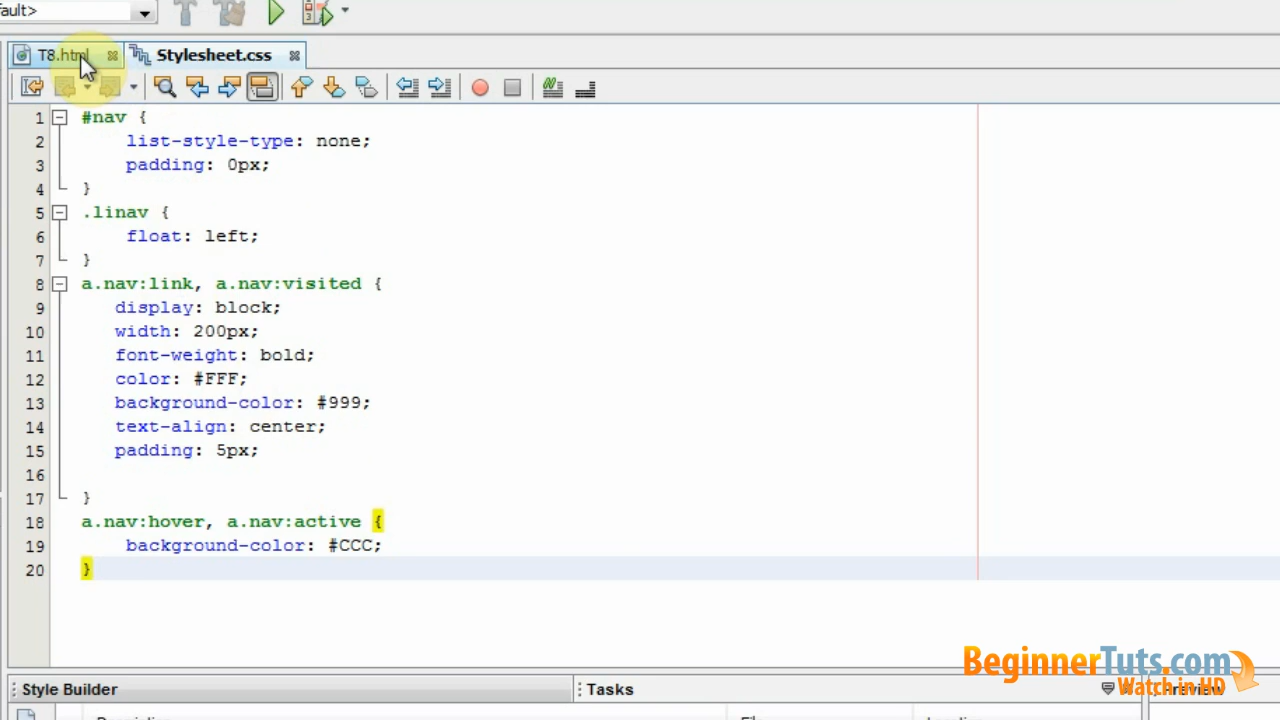 fault>
T8.html
Stylesheet.css
1 #nav {
2 list-style-type: none;
3 padding: 0px;
4 }
5 .linav {
6 float: left;
7 }
8 a.nav:link, a.nav:visited {
9 display: block;
10 width: 200px;
11 font-weight: bold;
12 color: #FFF;
13 background-color: #999;
14 text-align: center;
15 padding: 5px;
16
17 }
18 a.nav:hover, a.nav:active {
19 background-color: #CCC;
20 }
BeginnerTuts.com
Watch in HD
Style Builder
Tasks
Preview